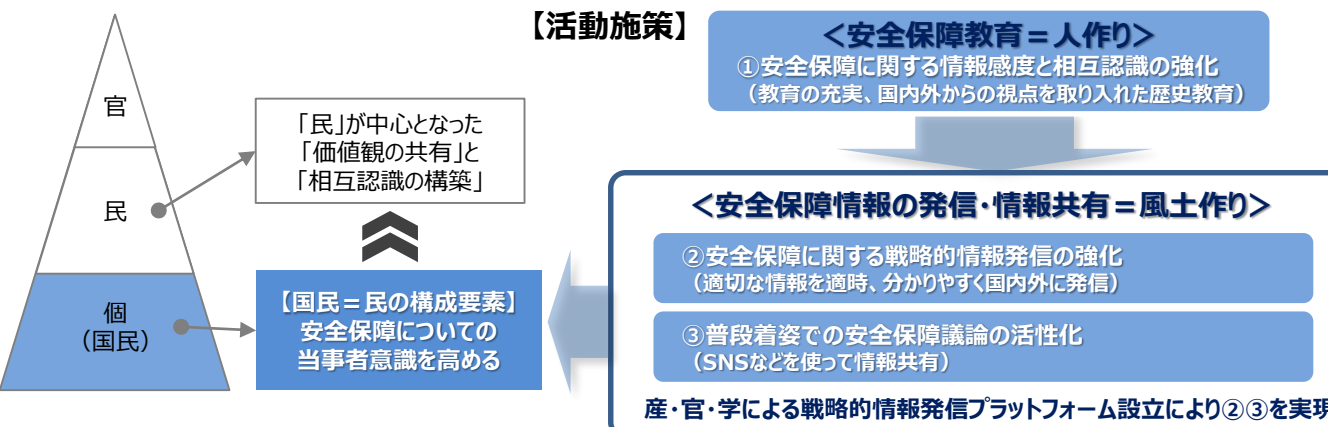 【活動施策】
＜安全保障教育＝人作り＞
①安全保障に関する情報感度と相互認識の強化
（教育の充実、国内外からの視点を取り入れた歴史教育）
官
民
個
（国民）
「民」が中心となった
「価値観の共有」と
「相互認識の構築」
【国民＝民の構成要素】
安全保障についての
当事者意識を高める
＜安全保障情報の発信・情報共有＝風土作り＞
②安全保障に関する戦略的情報発信の強化
（適切な情報を適時、分かりやすく国内外に発信）
③普段着姿での安全保障議論の活性化
（SNSなどを使って情報共有）
産・官・学による戦略的情報発信プラットフォーム設立により②③を実現